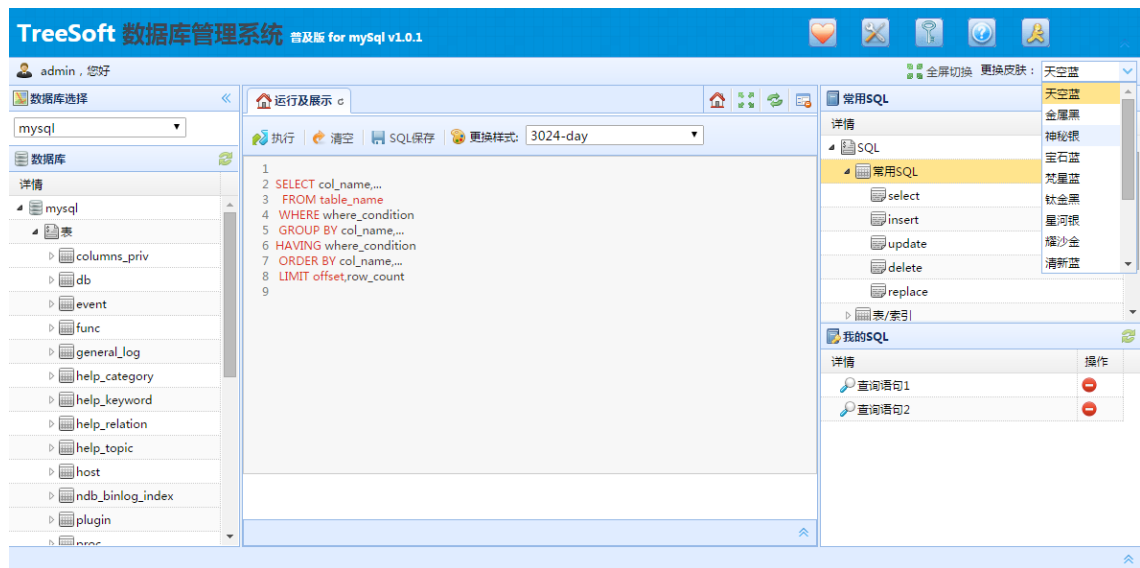 TreeSoft 数据库管理系统 普及版 for mySql v1.0.1
admin，您好
全屏切换 更换皮肤： 天空蓝
天空蓝
金属黑
神秘银
宝石蓝
梵星蓝
钛金黑
星河银
耀沙金
清新蓝
数据库选择
mysql
数据库
详情
mysql
表
columns_priv
db
event
func
general_log
help_category
help_keyword
help_relation
help_topic
host
ndb_binlog_index
plugin
proc
运行及展示
执行 清空 SQL保存 更换样式: 3024-day
1
2 SELECT col_name,...
3 FROM table_name
4 WHERE where_condition
5 GROUP BY col_name,...
6 HAVING where_condition
7 ORDER BY col_name,...
8 LIMIT offset,row_count
9
常用SQL
详情
SQL
常用SQL
select
insert
update
delete
replace
表/索引
我的SQL
详情 操作
查询语句1
查询语句2